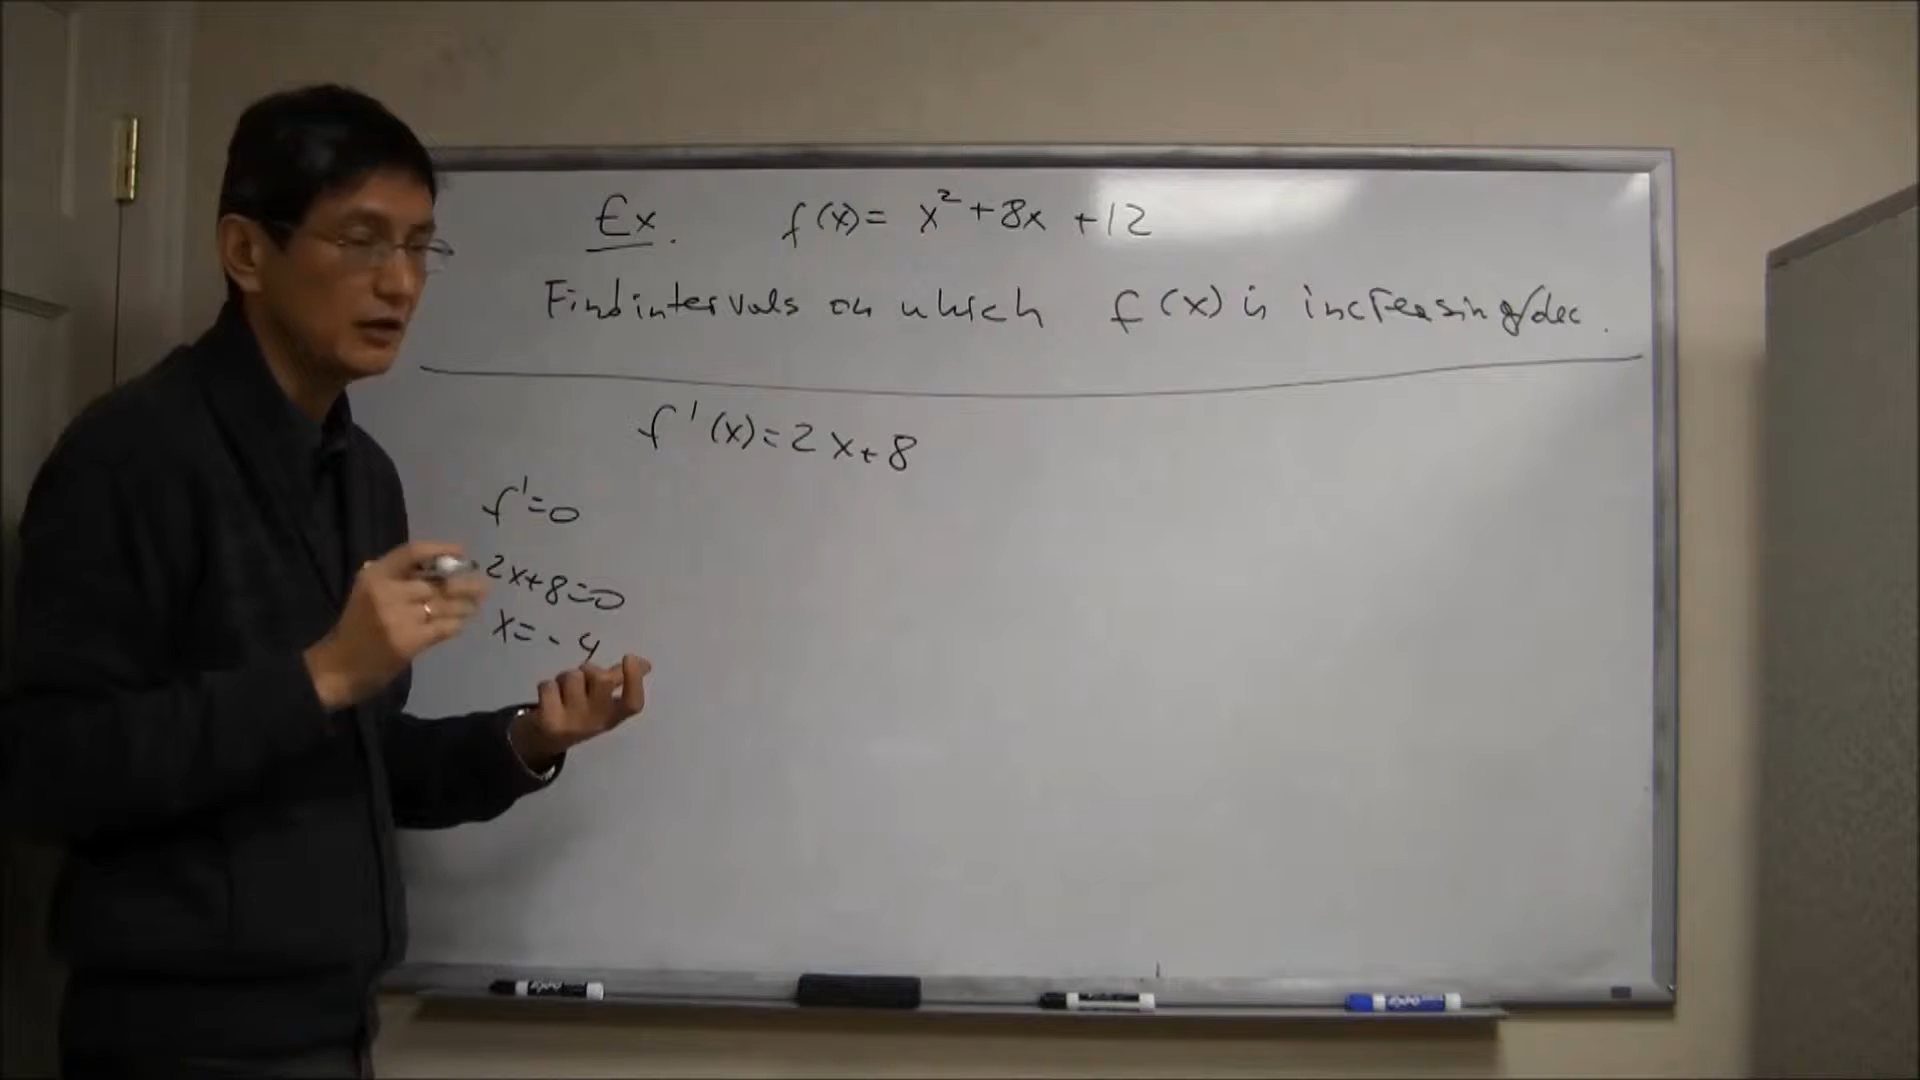 Ex. f(x) = x² + 8x + 12
Find intervals on which f(x) is increasing/dec.
f'(x) = 2x + 8
f' = 0
2x + 8 = 0
x = - 4